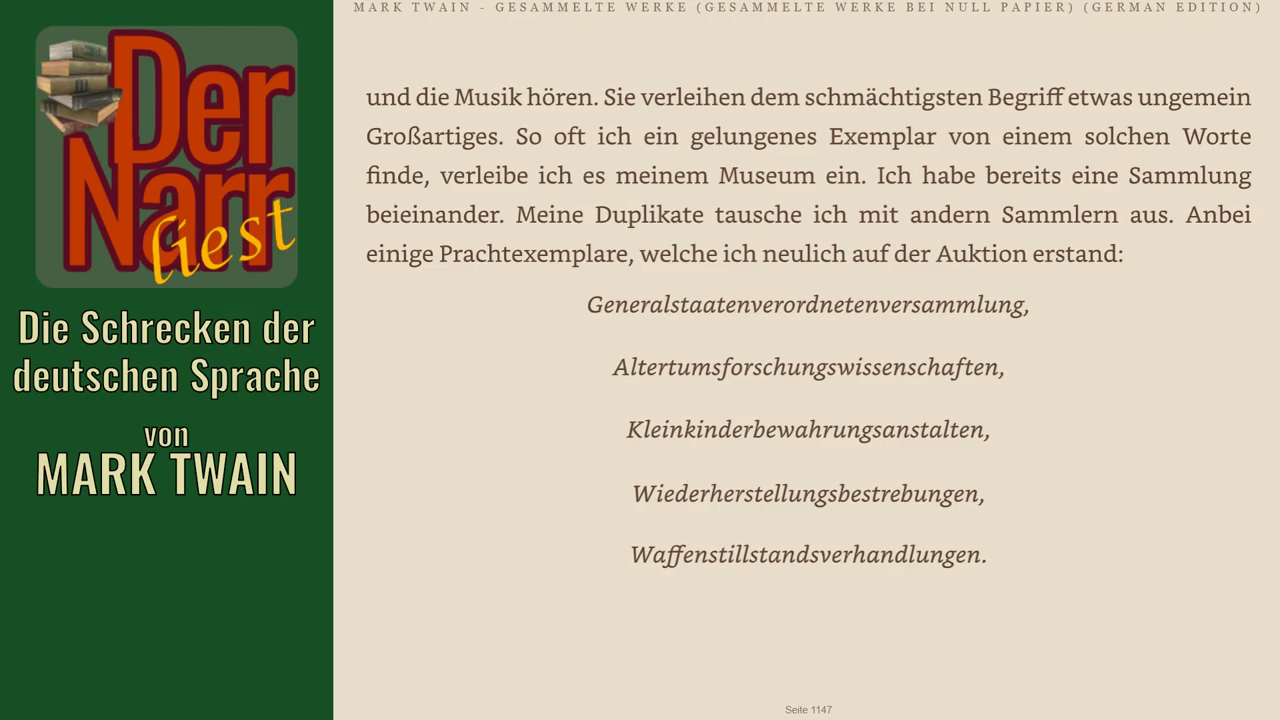 Der
Narr
liest
Die Schrecken der
deutschen Sprache
von
MARK TWAIN
MARK TWAIN - GESAMMELTE WERKE (GESAMMELTE WERKE BEI NULL PAPIER) (GERMAN EDITION)
und die Musik hören. Sie verleihen dem schmächtigsten Begriff etwas ungemein
Großartiges. So oft ich ein gelungenes Exemplar von einem solchen Worte
finde, verleibe ich es meinem Museum ein. Ich habe bereits eine Sammlung
beieinander. Meine Duplikate tausche ich mit andern Sammlern aus. Anbei
einige Prachtexemplare, welche ich neulich auf der Auktion erstand:
Generalstaatenverordnetenversammlung,
Altertumsforschungswissenschaften,
Kleinkinderbewahrungsanstalten,
Wiederherstellungsbestrebungen,
Waffenstillstandsverhandlungen.
Seite 1147